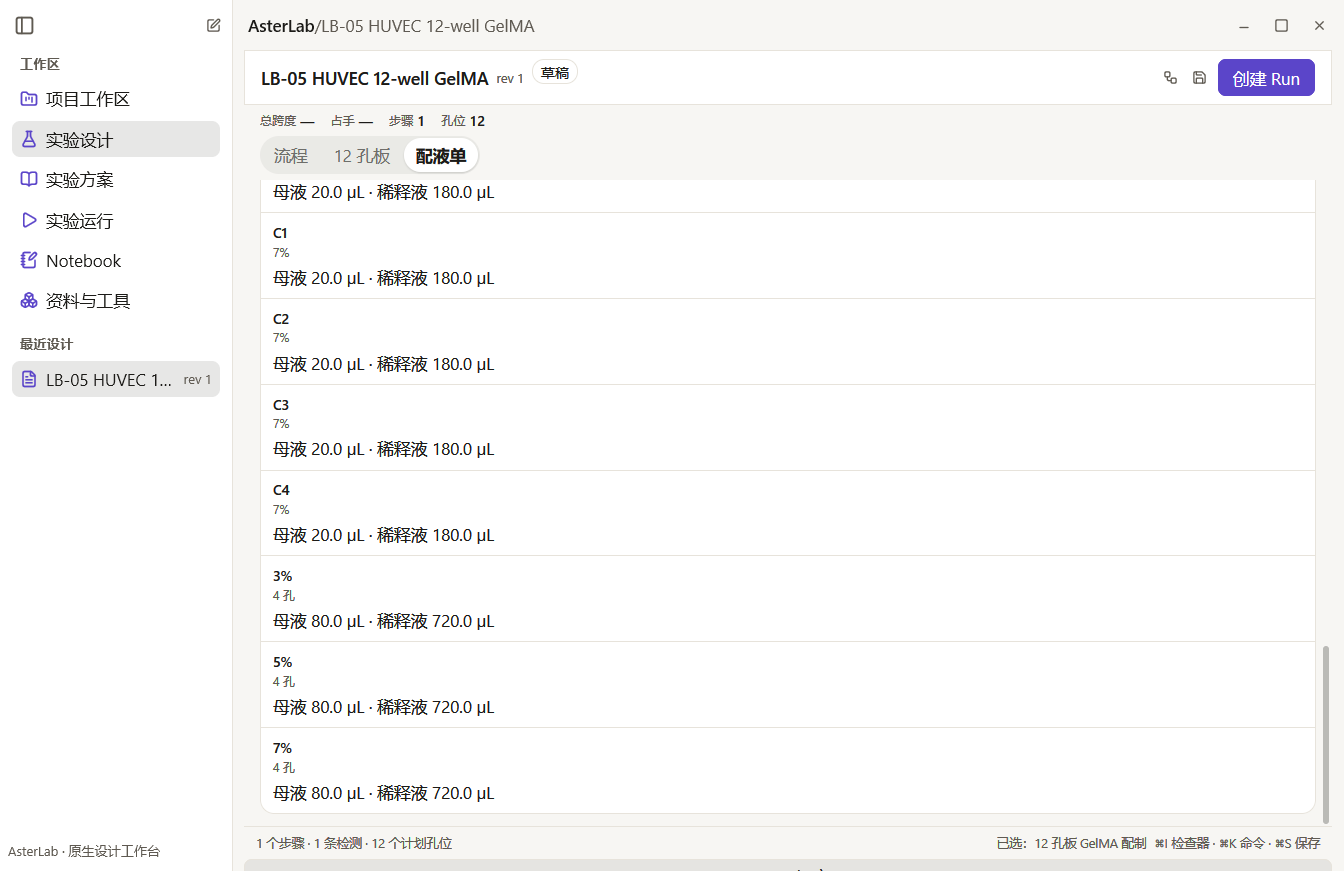 AsterLab/LB-05 HUVEC 12-well GelMA
工作区
项目工作区
实验设计
实验方案
实验运行
Notebook
资料与工具
最近设计
LB-05 HUVEC 1... rev 1
AsterLab · 原生设计工作台
LB-05 HUVEC 12-well GelMA rev 1 草稿
创建 Run
总跨度 — 占手 — 步骤 1 孔位 12
流程 12 孔板 配液单
母液 20.0 µL · 稀释液 180.0 µL
C1
7%
母液 20.0 µL · 稀释液 180.0 µL
C2
7%
母液 20.0 µL · 稀释液 180.0 µL
C3
7%
母液 20.0 µL · 稀释液 180.0 µL
C4
7%
母液 20.0 µL · 稀释液 180.0 µL
3%
4 孔
母液 80.0 µL · 稀释液 720.0 µL
5%
4 孔
母液 80.0 µL · 稀释液 720.0 µL
7%
4 孔
母液 80.0 µL · 稀释液 720.0 µL
1 个步骤 · 1 条检测 · 12 个计划孔位
已选：12 孔板 GelMA 配制 ⌘I 检查器 · ⌘K 命令 · ⌘S 保存